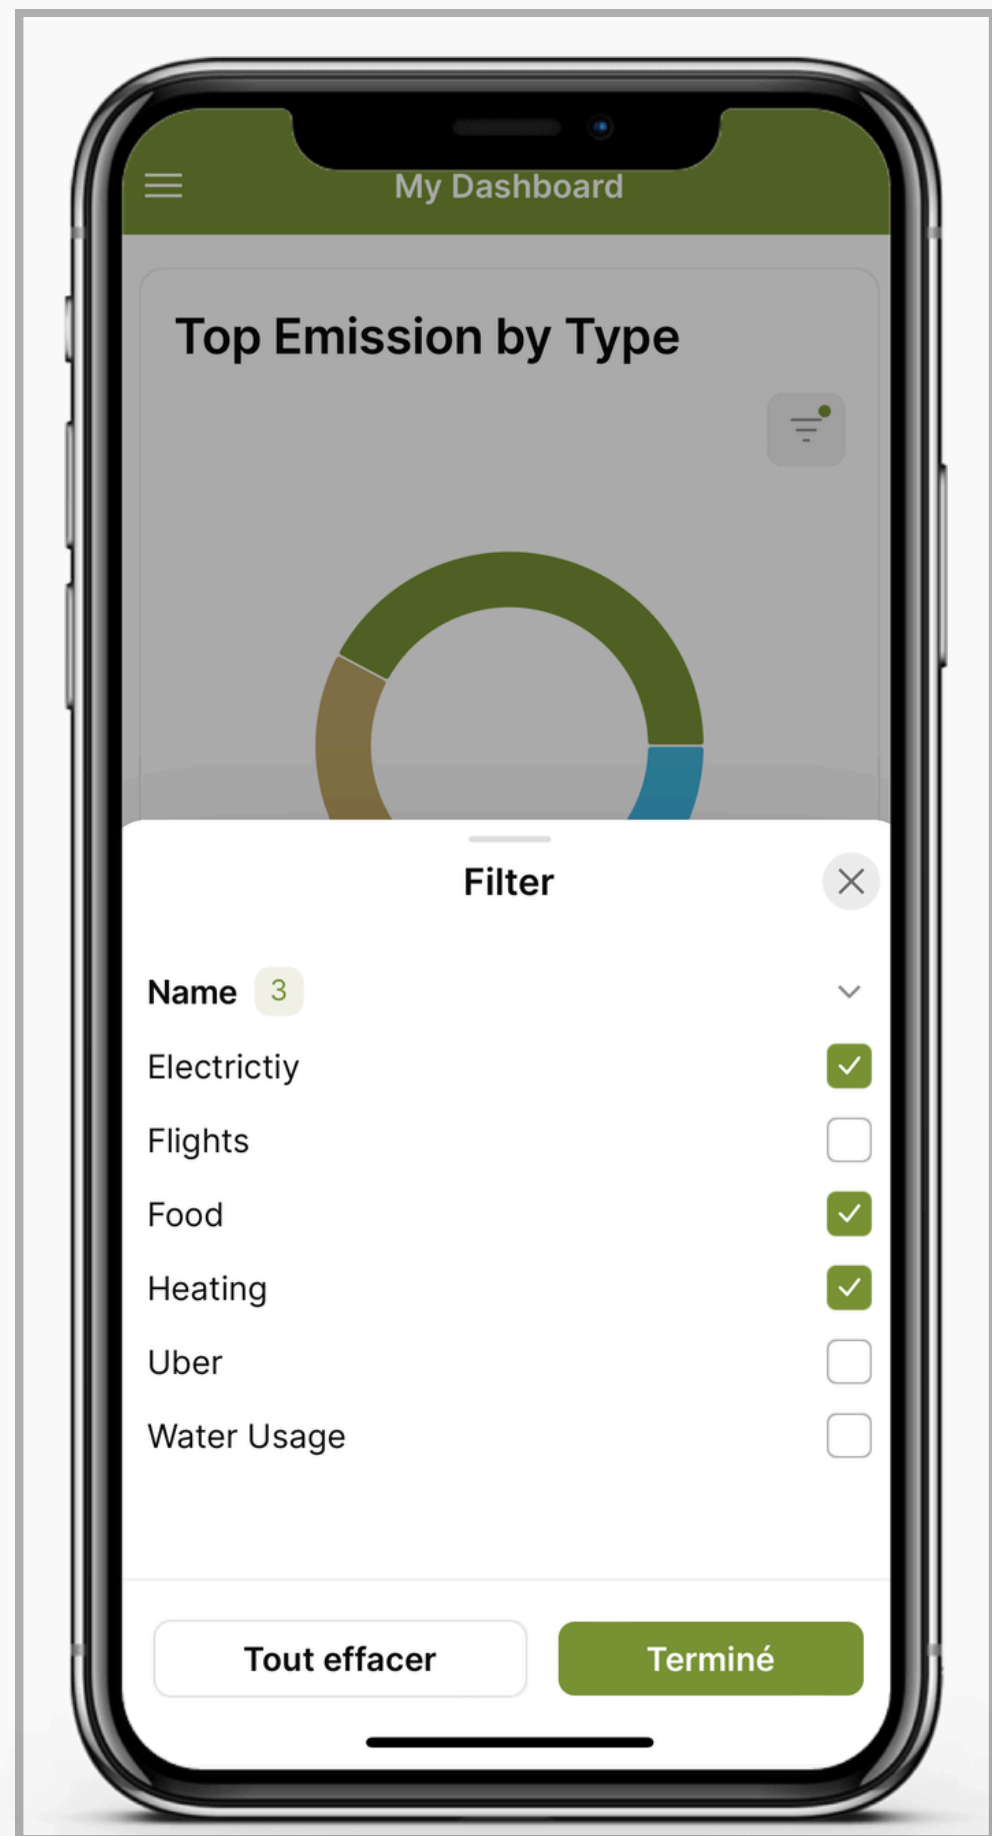 My Dashboard
Top Emission by Type
Filter
Name 3
Electrictiy
Flights
Food
Heating
Uber
Water Usage
Tout effacer
Terminé